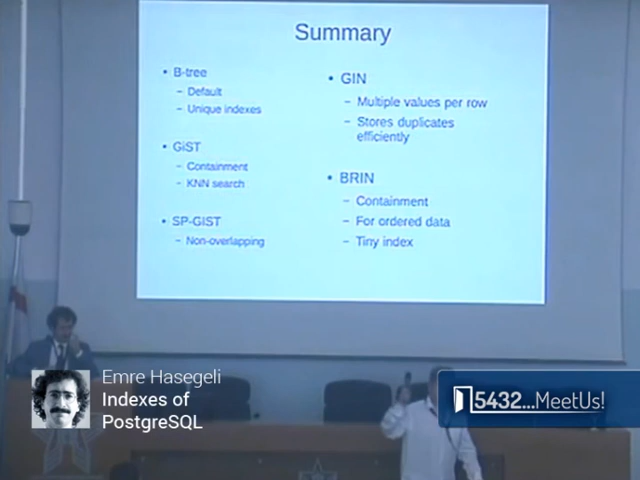 Summary
• B-tree
– Default
– Unique indexes
• GiST
– Containment
– KNN search
• SP-GiST
– Non-overlapping
• GIN
– Multiple values per row
– Stores duplicates
efficiently
• BRIN
– Containment
– For ordered data
– Tiny index
Emre Hasegeli
Indexes of
PostgreSQL
5432...MeetUs!